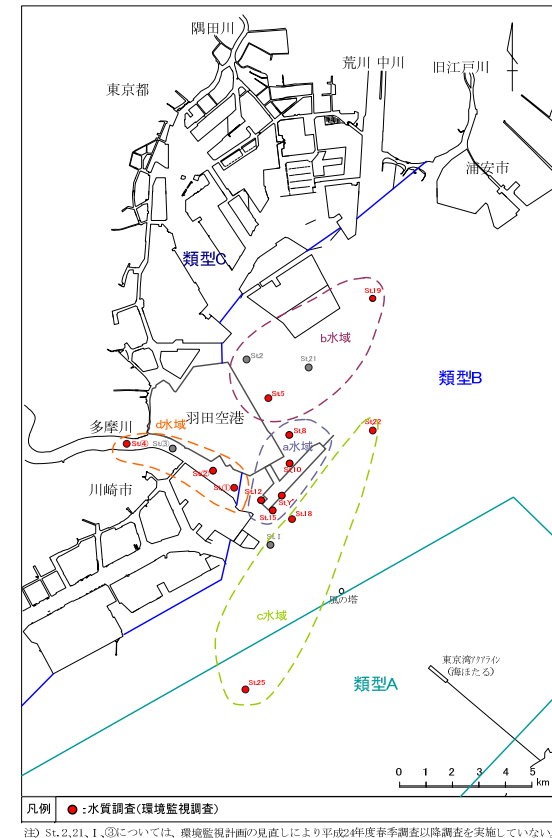 隅田川
荒川 中川
旧江戸川
東京都
浦安市
類型C
St.19
b水域
St.2
St.21
類型B
St.5
多摩川
d水域
羽田空港
St.22
St.8
a水域
St.④
St.③
St.②
St.10
川崎市
St.①
St.12
St.15
St.18
St.I
風の塔
c水域
東京湾アクアライン
(海ほたる)
類型A
St.25
0 1 2 3 4 5
km
凡例 :水質調査(環境監視調査)
注) St.2,21、I、③については、環境監視計画の見直しにより平成24年度春季調査以降調査を実施していない。